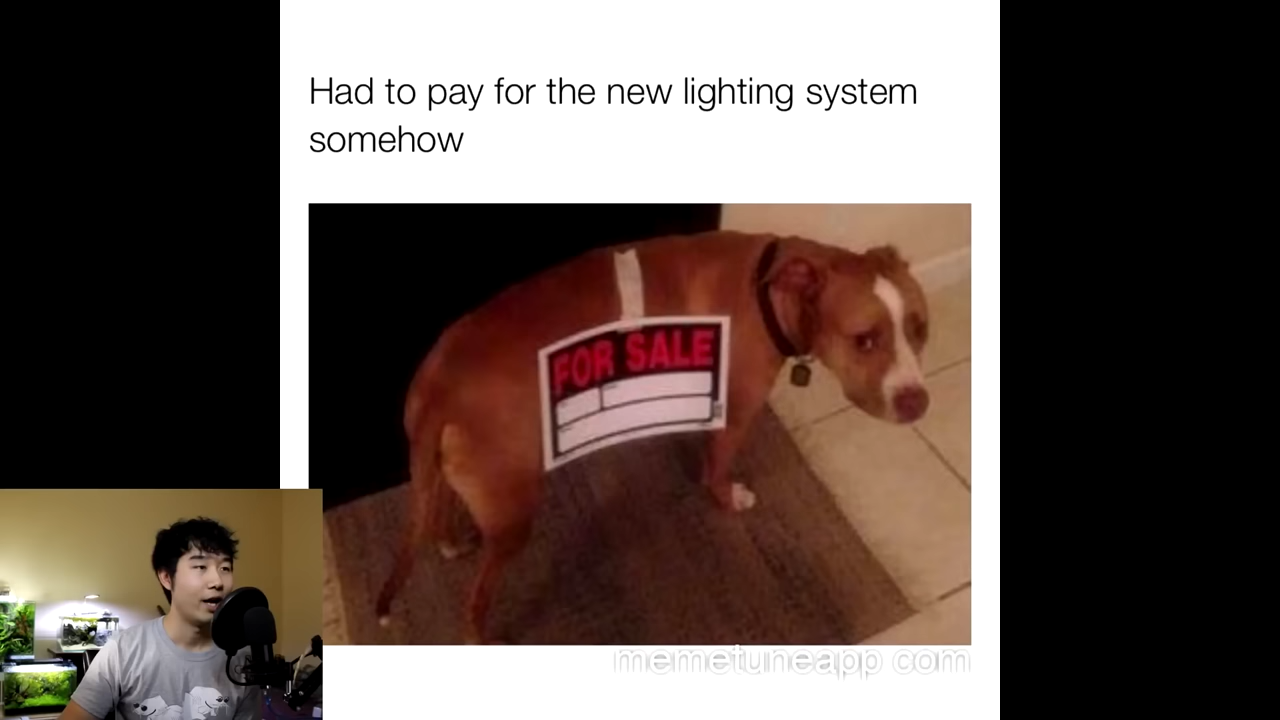 Had to pay for the new lighting system
somehow
FOR SALE
memetuneapp com